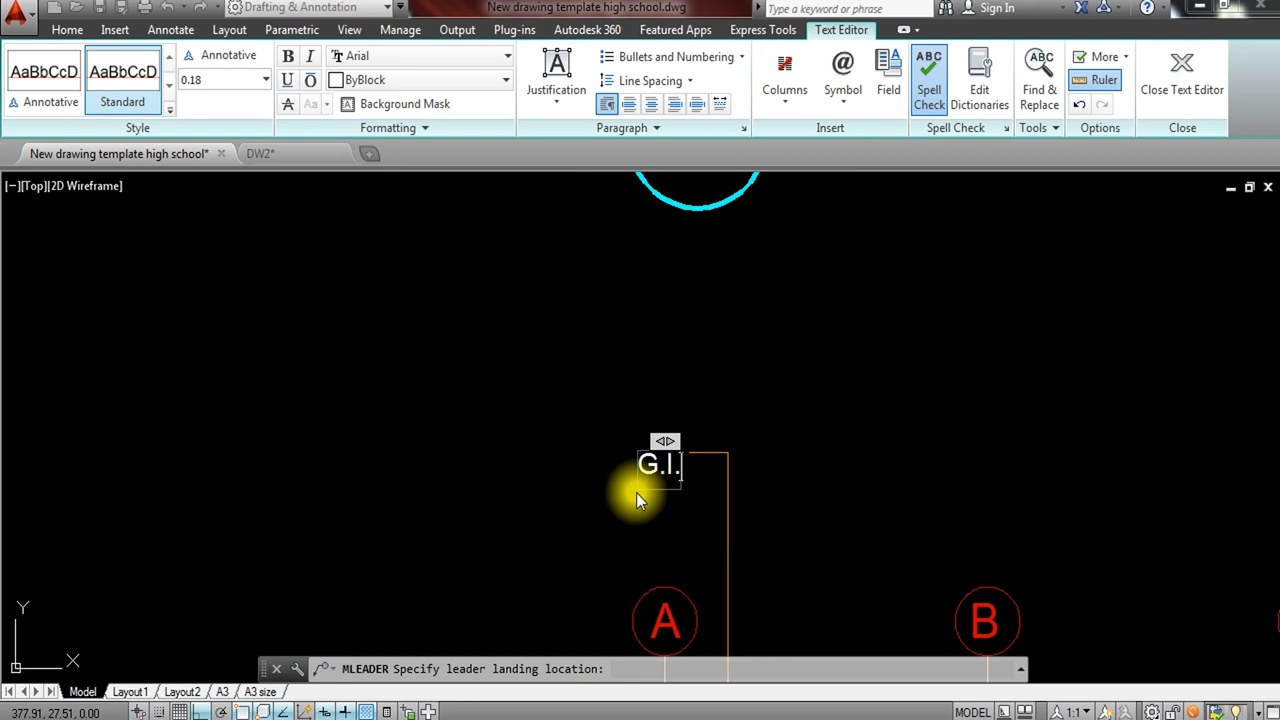 Drafting & Annotation
New drawing template high school.dwg
Type a keyword or phrase
Sign In
Home Insert Annotate Layout Parametric View Manage Output Plug-ins Autodesk 360 Featured Apps Express Tools Text Editor
AaBbCcD AaBbCcD
Annotative
0.18
Annotative Standard
Style
B I Arial
U O ByBlock
A Aa Background Mask
Formatting
A
Justification
Bullets and Numbering
Line Spacing
Paragraph
Columns
@
Symbol
Field
Insert
ABC
Spell Check
Edit Dictionaries
Spell Check
ABC
Find & Replace
Tools
More
Ruler
Options
Close Text Editor
Close
New drawing template high school*
DW2*
[−][Top][2D Wireframe]
G.I.
A
B
Y
X
MLEADER Specify leader landing location:
Model Layout1 Layout2 A3 A3 size
377.91, 27.51, 0.00
MODEL
1:1